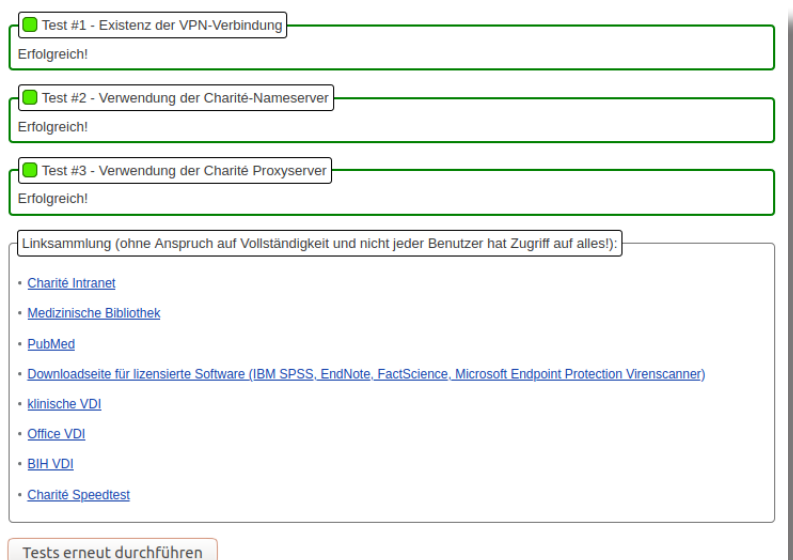 Test #1 - Existenz der VPN-Verbindung
Erfolgreich!
Test #2 - Verwendung der Charité-Nameserver
Erfolgreich!
Test #3 - Verwendung der Charité Proxyserver
Erfolgreich!
Linksammlung (ohne Anspruch auf Vollständigkeit und nicht jeder Benutzer hat Zugriff auf alles!):
• Charité Intranet
• Medizinische Bibliothek
• PubMed
• Downloadseite für lizensierte Software (IBM SPSS, EndNote, FactScience, Microsoft Endpoint Protection Virenscanner)
• klinische VDI
• Office VDI
• BIH VDI
• Charité Speedtest
Tests erneut durchführen